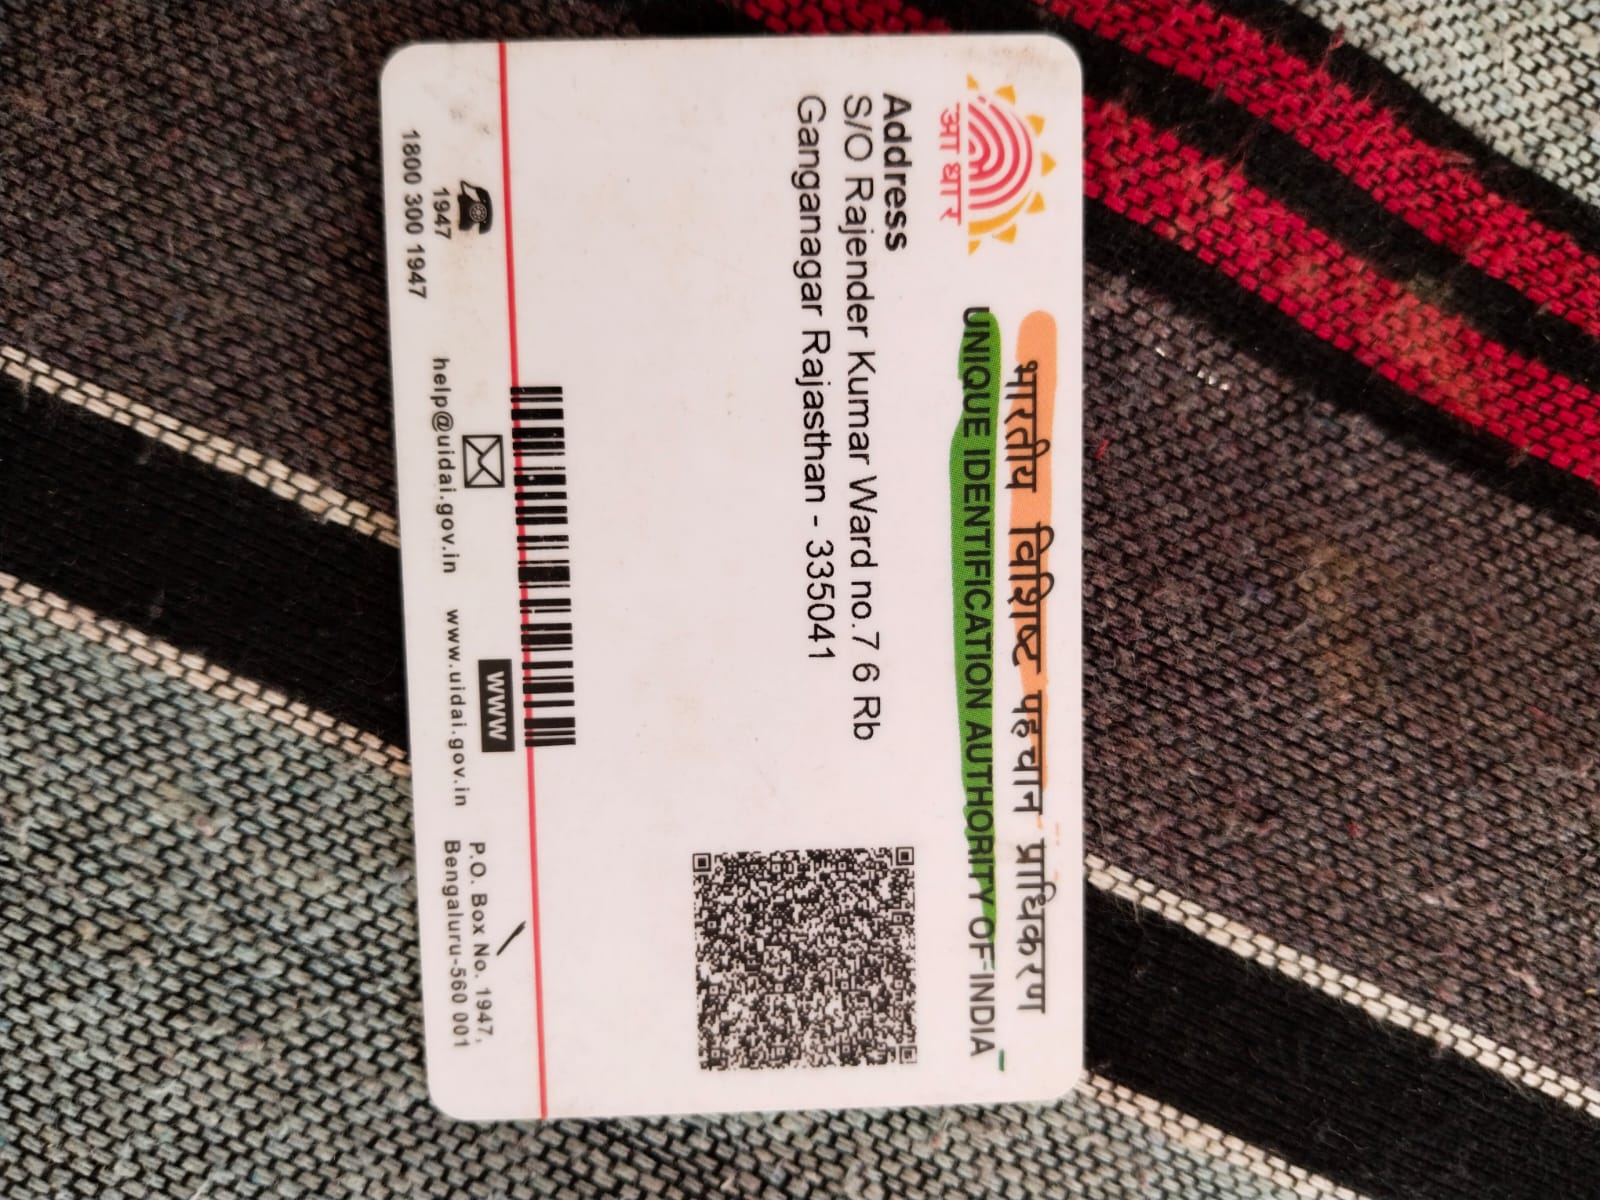 आधार
भारतीय विशिष्ट पहचान प्राधिकरण
UNIQUE IDENTIFICATION AUTHORITY OF INDIA
Address
S/O Rajender Kumar Ward no.7 6 Rb
Ganganagar Rajasthan - 335041
1947
1800 300 1947
help@uidai.gov.in
www
www.uidai.gov.in
P.O. Box No. 1947,
Bengaluru-560 001